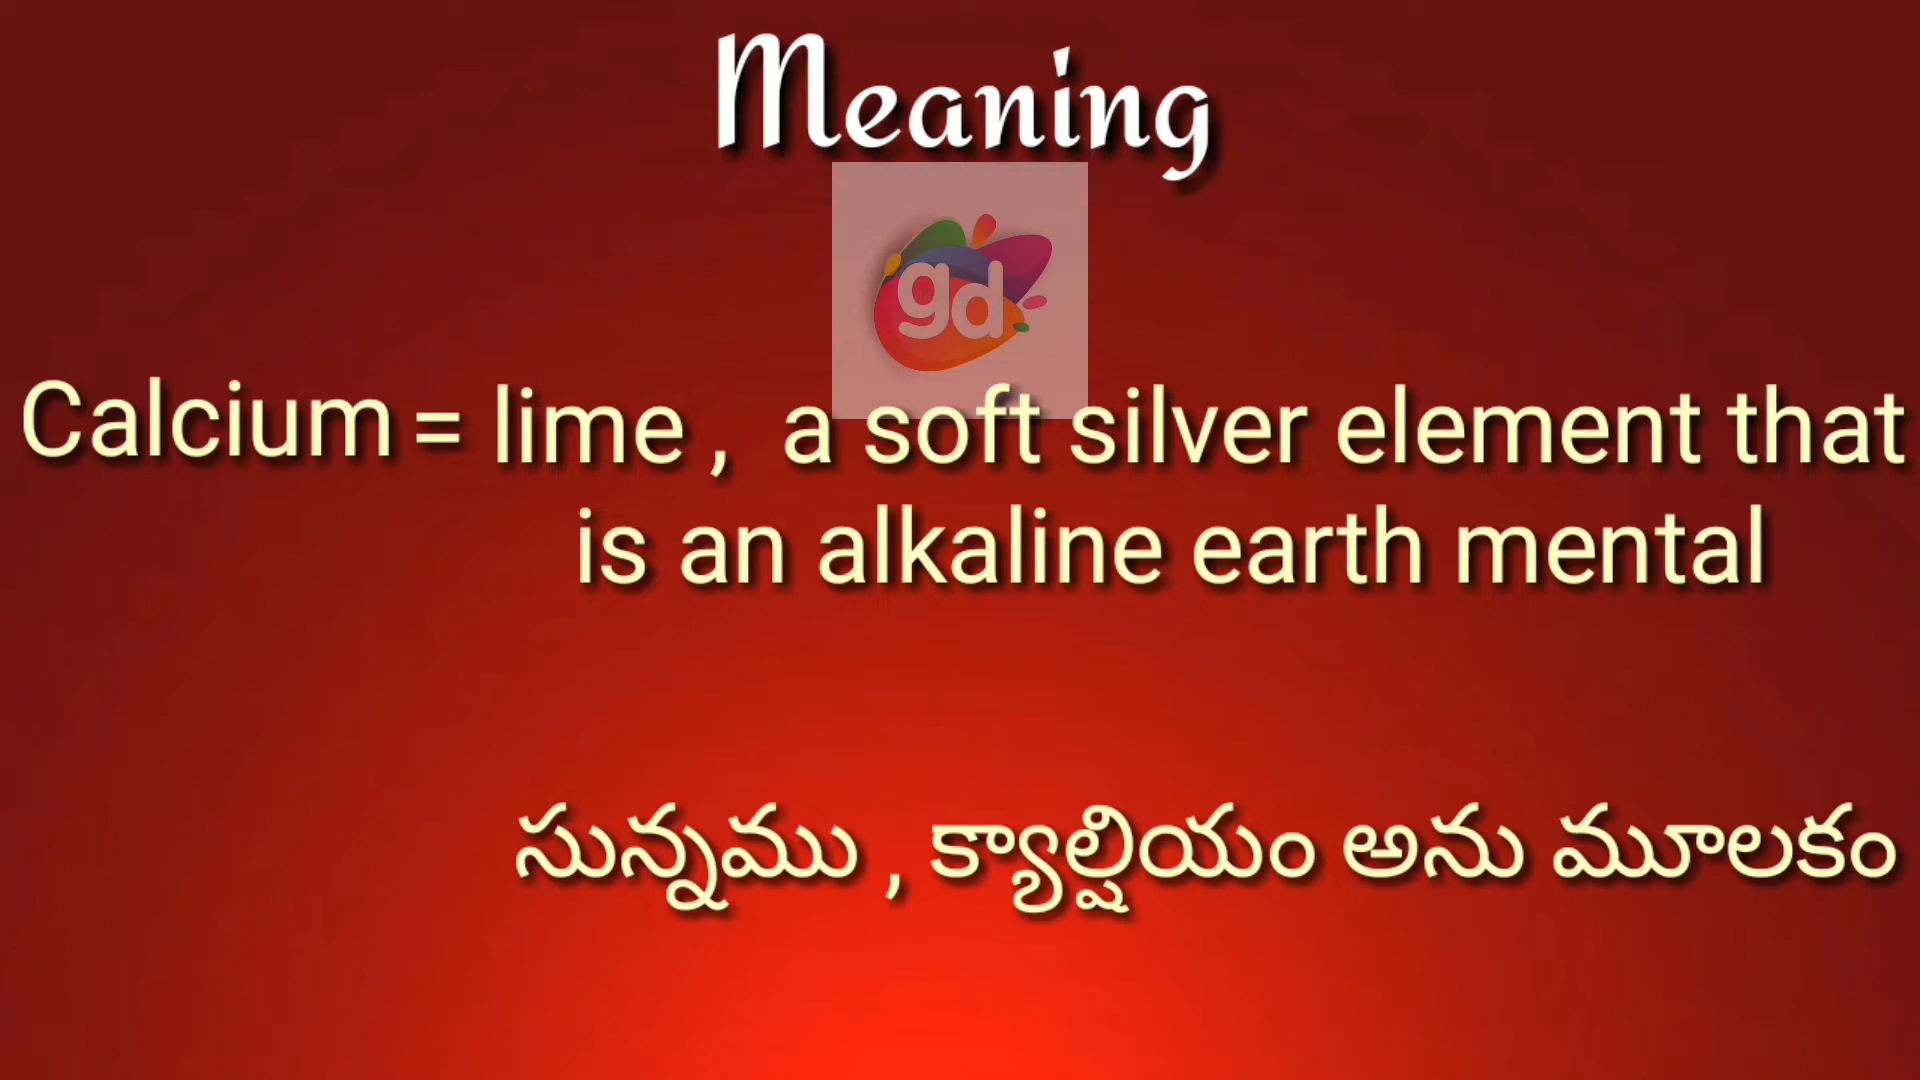 Meaning
gd
Calcium = lime , a soft silver element that
is an alkaline earth mental
సున్నము , క్యాల్షియం అను మూలకం